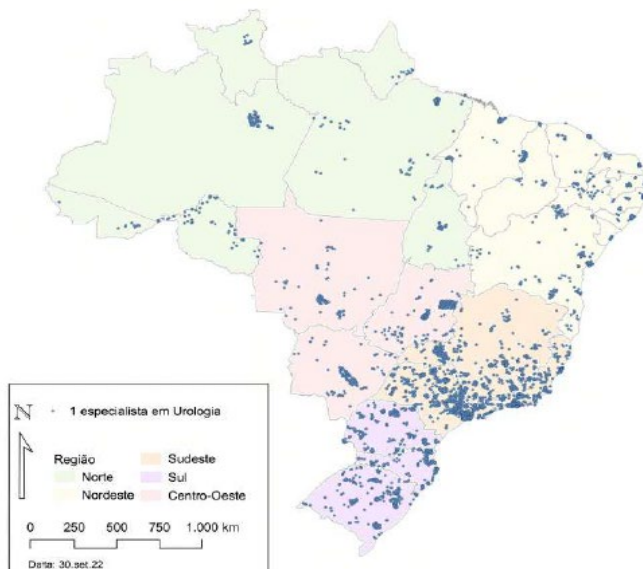 N
1 especialista em Urologia
Região
Norte
Nordeste
Sudeste
Sul
Centro-Oeste
0 250 500 750 1.000 km
Data: 30.set.22